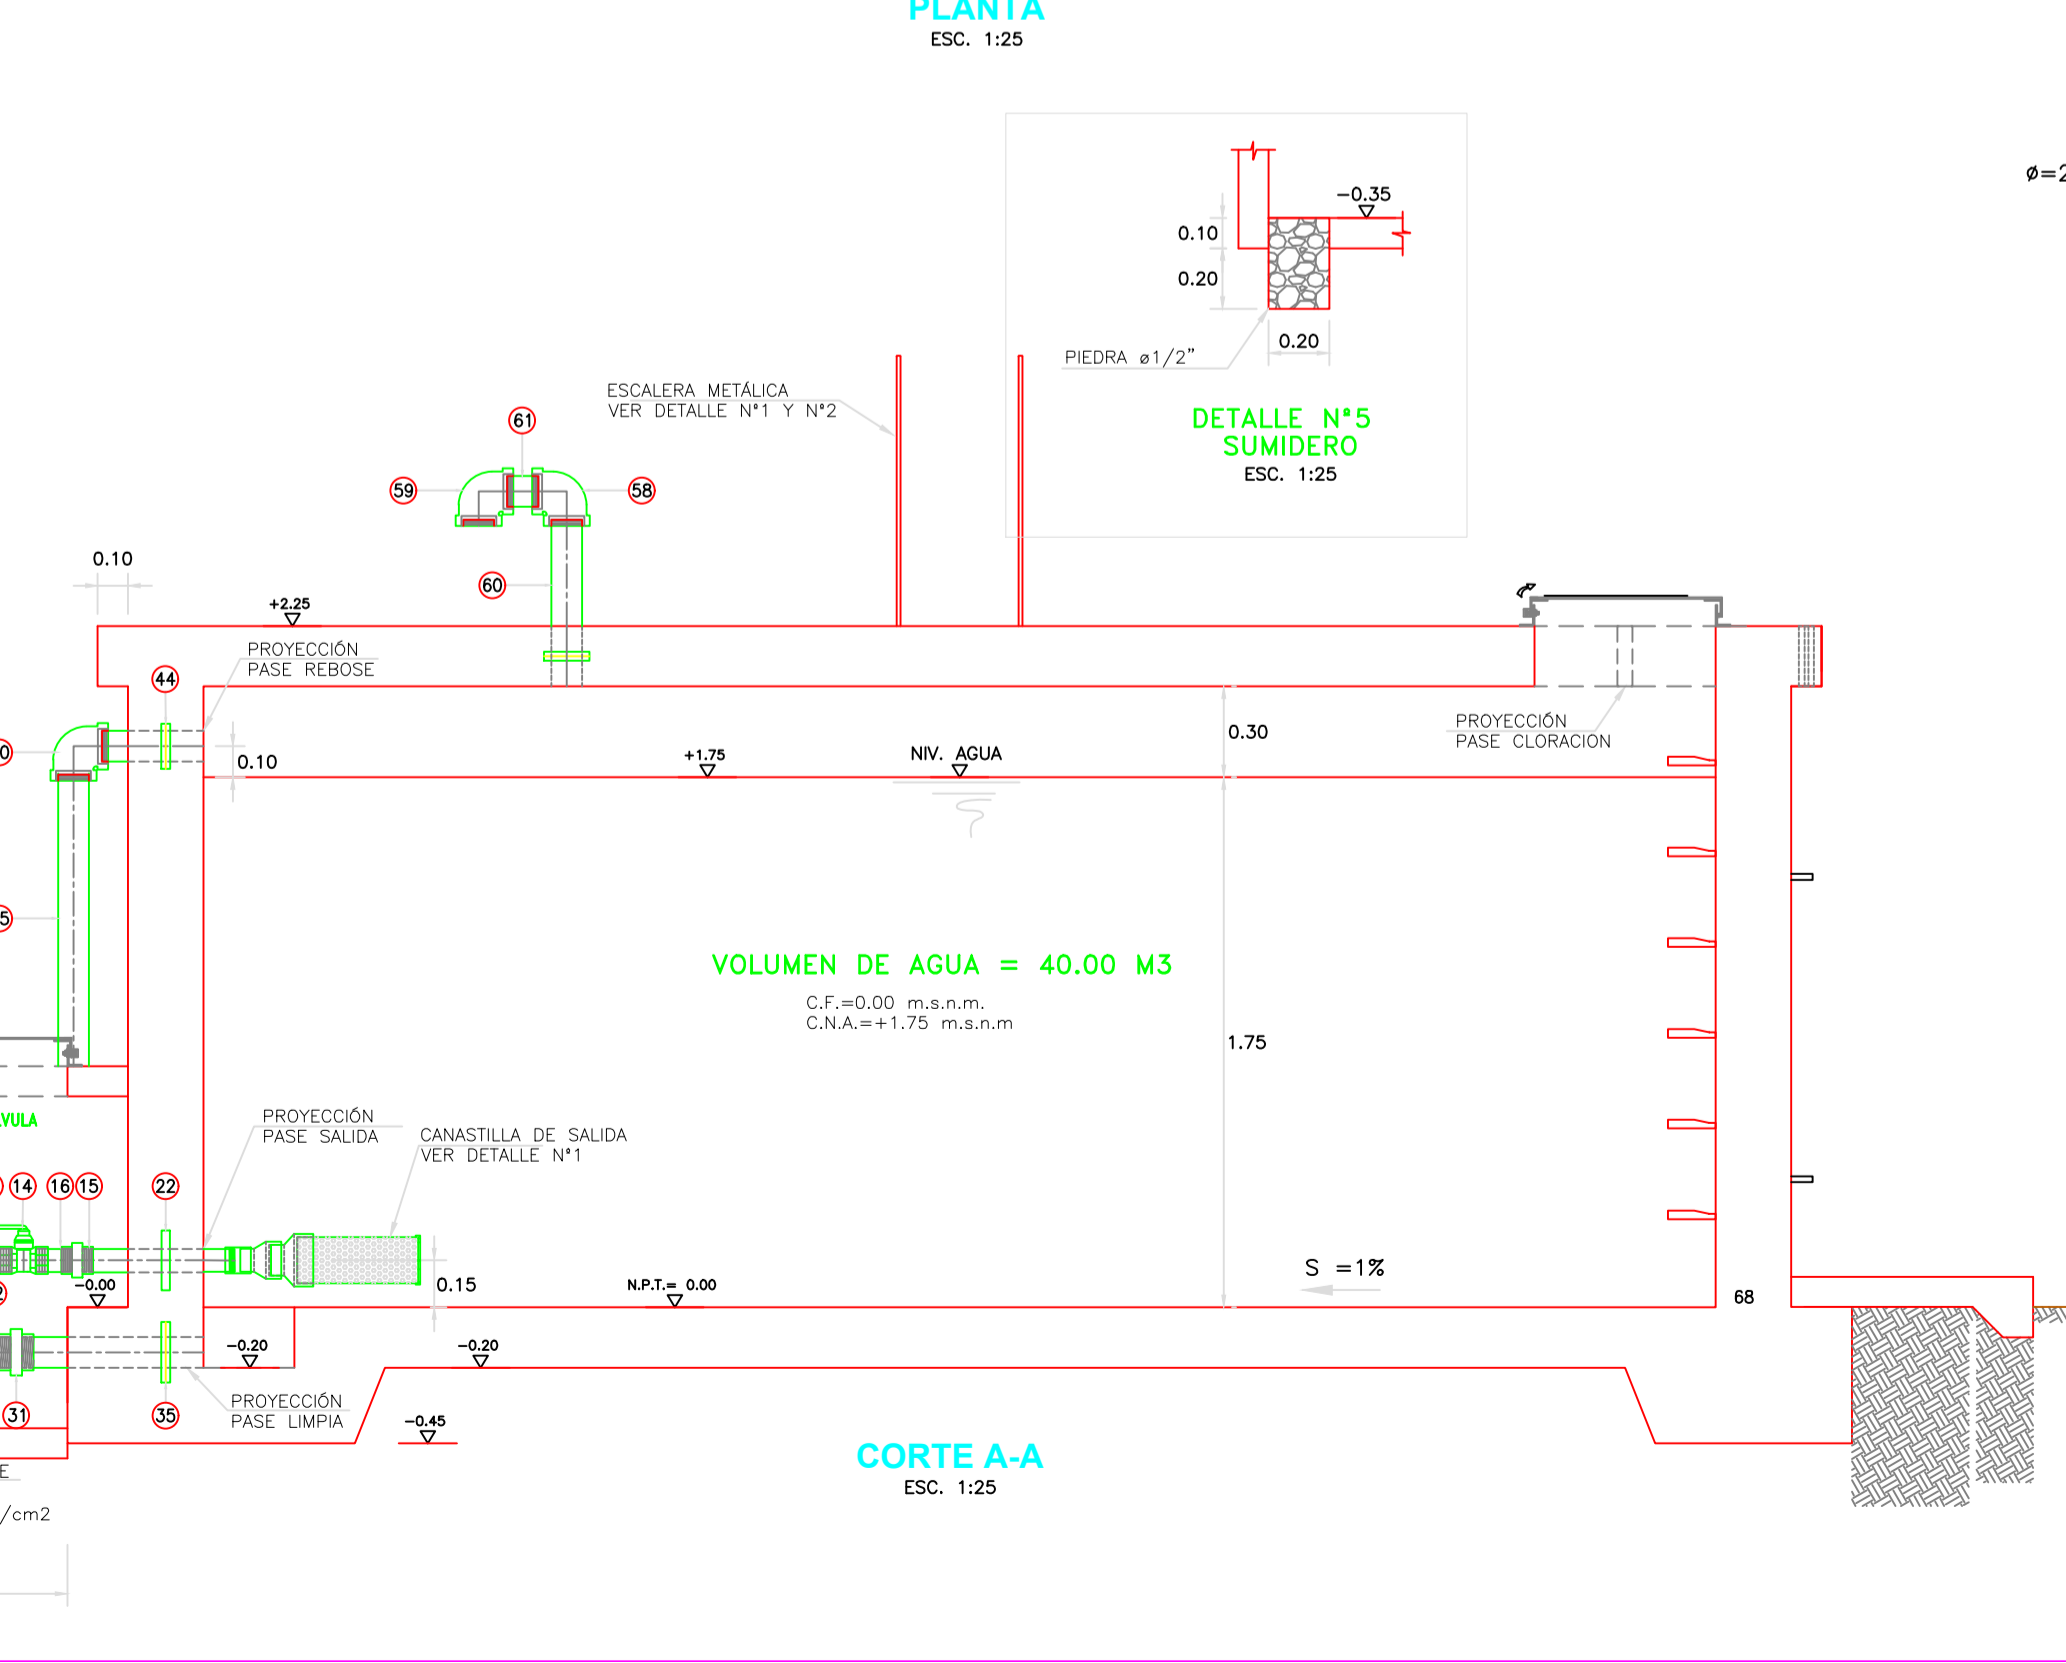 PLANTA
ESC. 1:25
ø=2
-0.35
0.10
0.20
0.20
PIEDRA ø1/2"
DETALLE N°5
SUMIDERO
ESC. 1:25
ESCALERA METÁLICA
VER DETALLE N°1 Y N°2
61
59
58
60
0.10
+2.25
PROYECCIÓN
PASE REBOSE
44
0.10
+1.75
NIV. AGUA
0.30
PROYECCIÓN
PASE CLORACION
VOLUMEN DE AGUA = 40.00 M3
C.F.=0.00 m.s.n.m.
C.N.A.=+1.75 m.s.n.m
1.75
VULA
PROYECCIÓN
PASE SALIDA
CANASTILLA DE SALIDA
VER DETALLE N°1
14
16
15
22
-0.00
0.15
N.P.T.= 0.00
S =1%
68
-0.20
-0.20
31
35
PROYECCIÓN
PASE LIMPIA
-0.45
CORTE A-A
ESC. 1:25
E
/cm2